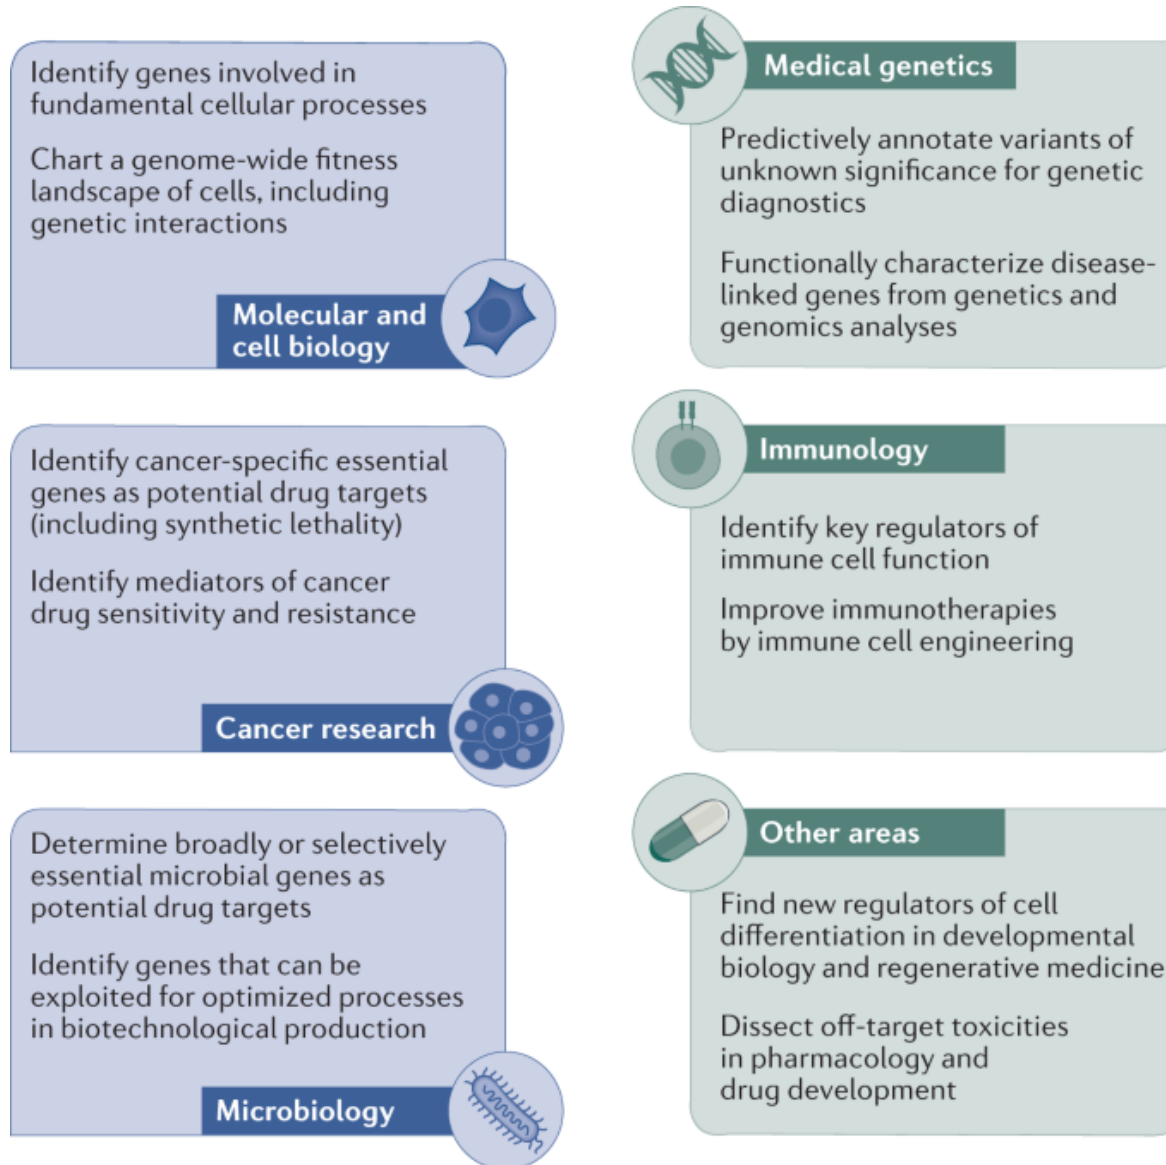 Identify genes involved in
fundamental cellular processes
Chart a genome-wide fitness
landscape of cells, including
genetic interactions
Molecular and
cell biology
Medical genetics
Predictively annotate variants of
unknown significance for genetic
diagnostics
Functionally characterize disease-
linked genes from genetics and
genomics analyses
Identify cancer-specific essential
genes as potential drug targets
(including synthetic lethality)
Identify mediators of cancer
drug sensitivity and resistance
Cancer research
Immunology
Identify key regulators of
immune cell function
Improve immunotherapies
by immune cell engineering
Determine broadly or selectively
essential microbial genes as
potential drug targets
Identify genes that can be
exploited for optimized processes
in biotechnological production
Microbiology
Other areas
Find new regulators of cell
differentiation in developmental
biology and regenerative medicine
Dissect off-target toxicities
in pharmacology and
drug development